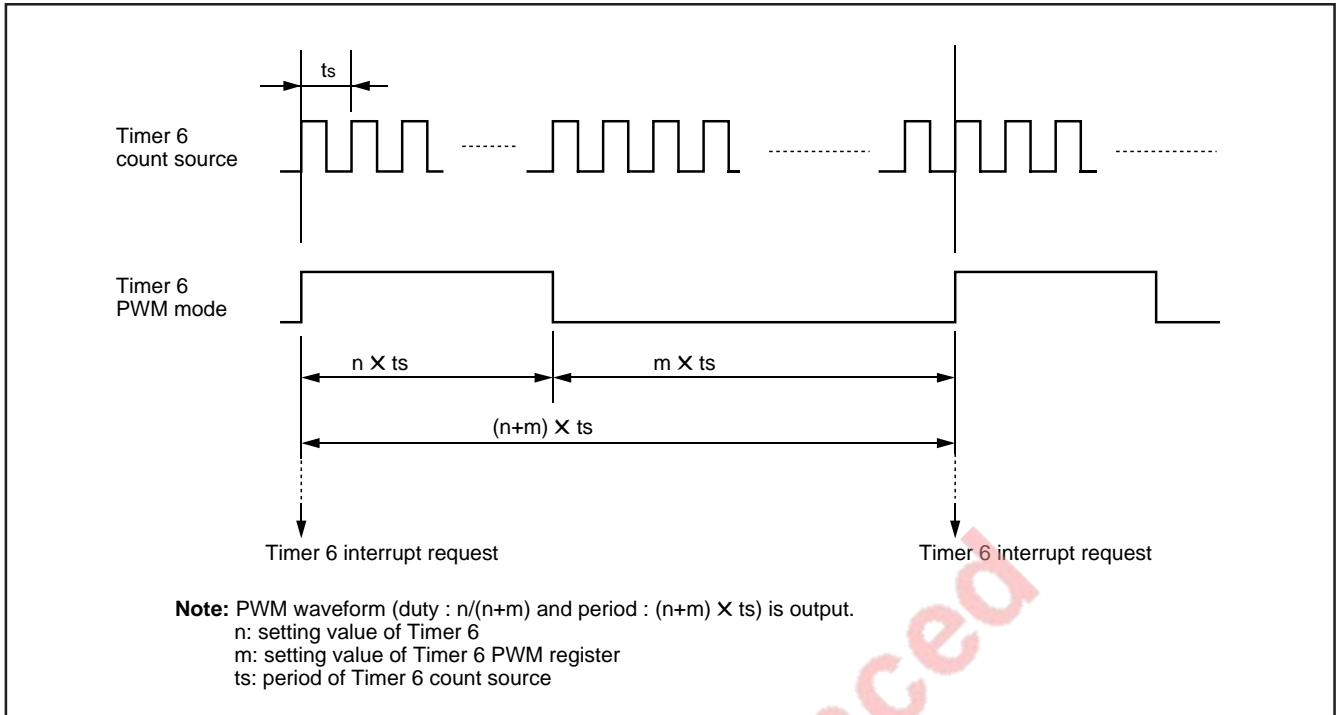 ts
Timer 6
count source
Timer 6
PWM mode
n X ts
m X ts
(n+m) X ts
Timer 6 interrupt request
Timer 6 interrupt request
Note: PWM waveform (duty : n/(n+m) and period : (n+m) X ts) is output.
n: setting value of Timer 6
m: setting value of Timer 6 PWM register
ts: period of Timer 6 count source
nced